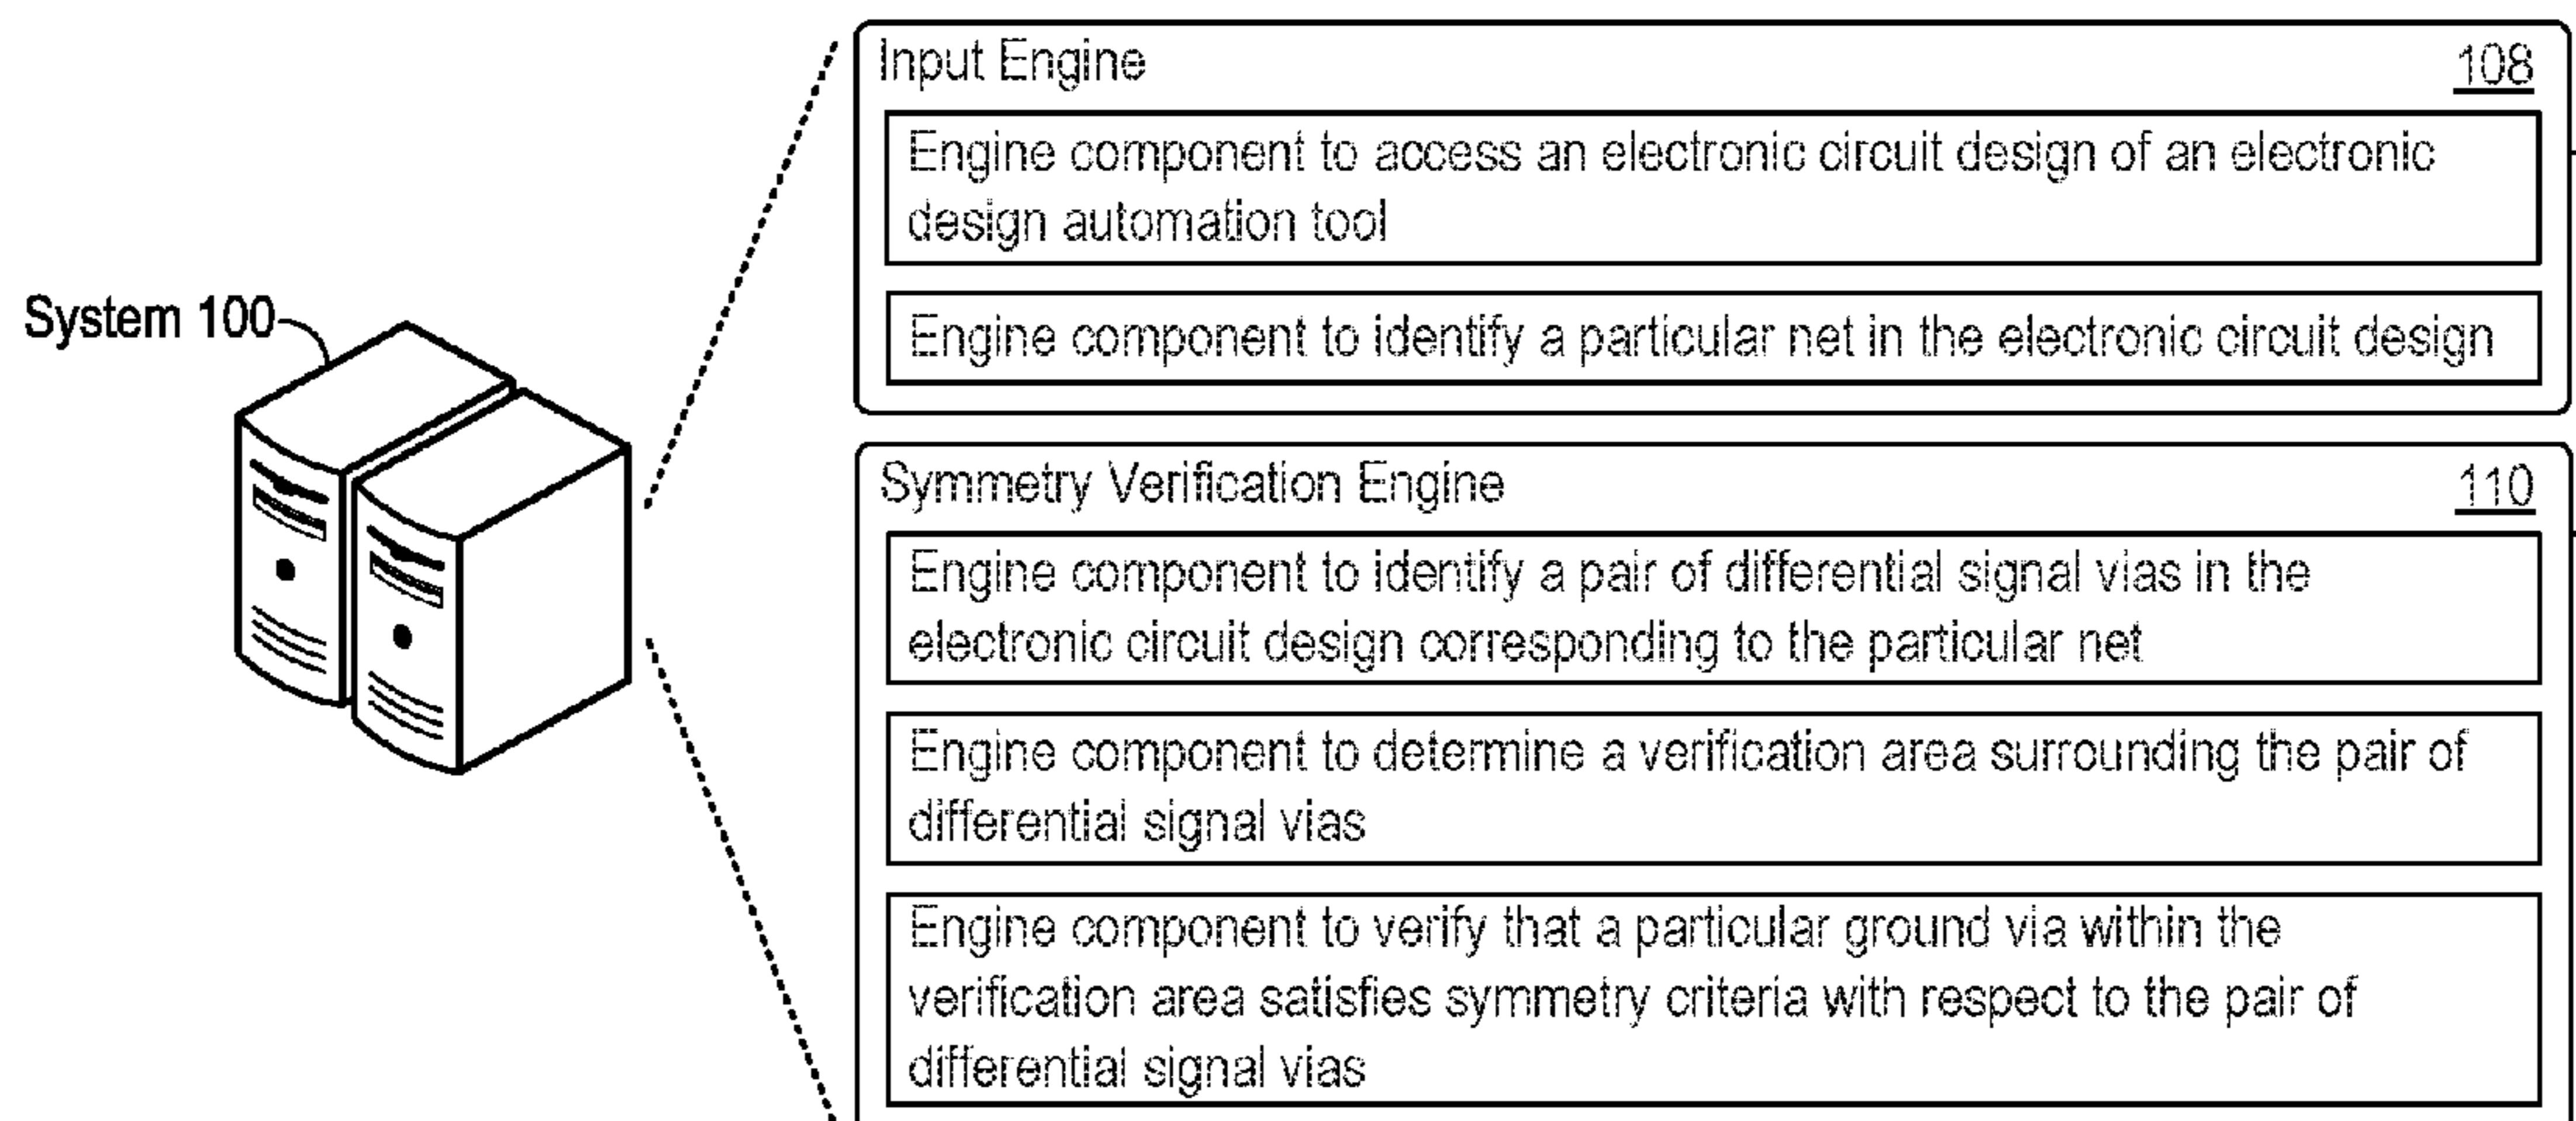 Input Engine 108
Engine component to access an electronic circuit design of an electronic
design automation tool
System 100
Engine component to identify a particular net in the electronic circuit design
Symmetry Verification Engine 110
Engine component to identify a pair of differential signal vias in the
electronic circuit design corresponding to the particular net
Engine component to determine a verification area surrounding the pair of
differential signal vias
Engine component to verify that a particular ground via within the
verification area satisfies symmetry criteria with respect to the pair of
differential signal vias